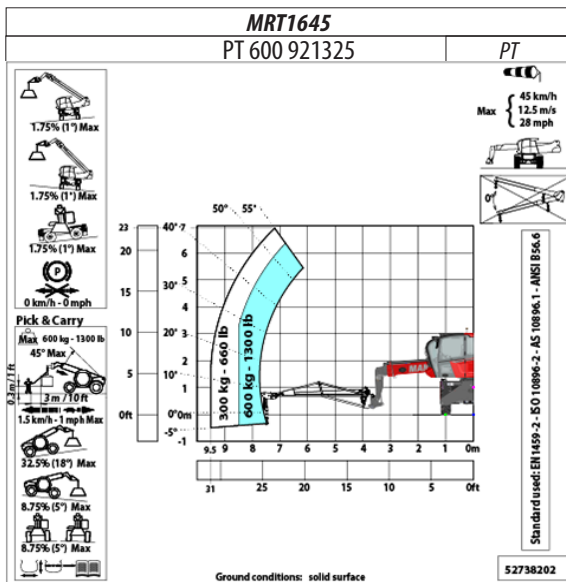 MRT1645
PT 600 921325
PT
1.75% (1°) Max
1.75% (1°) Max
1.75% (1°) Max
P
0 km/h - 0 mph
Pick & Carry
Max 600 kg - 1300 lb
45° Max
0.3 m / 1 ft
3 m / 10 ft
1.5 km/h - 1 mph Max
32.5% (18°) Max
8.75% (5°) Max
8.75% (5°) Max
Max
45 km/h
12.5 m/s
28 mph
0°
50°
55°
23
40°
7
20
6
30°
5
15
4
20°
3
10
2
10°
5
1
0ft
0°
0m
-5°
-1
300 kg - 660 lb
600 kg - 1300 lb
MAN
9.5
9
8
7
6
5
4
3
2
1
0m
31
25
20
15
10
5
0ft
Standard used: EN1459-2 - ISO 10896-2 - AS 10896.1 - ANSI B56.6
Ground conditions: solid surface
52738202